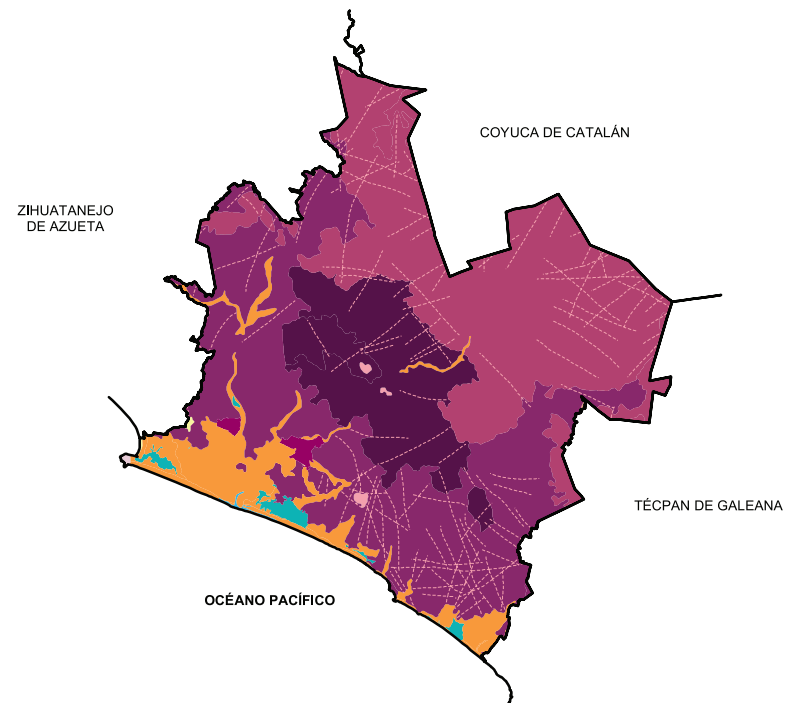 COYUCA DE CATALÁN
ZIHUATANEJO
DE AZUETA
TÉCPAN DE GALEANA
OCÉANO PACÍFICO